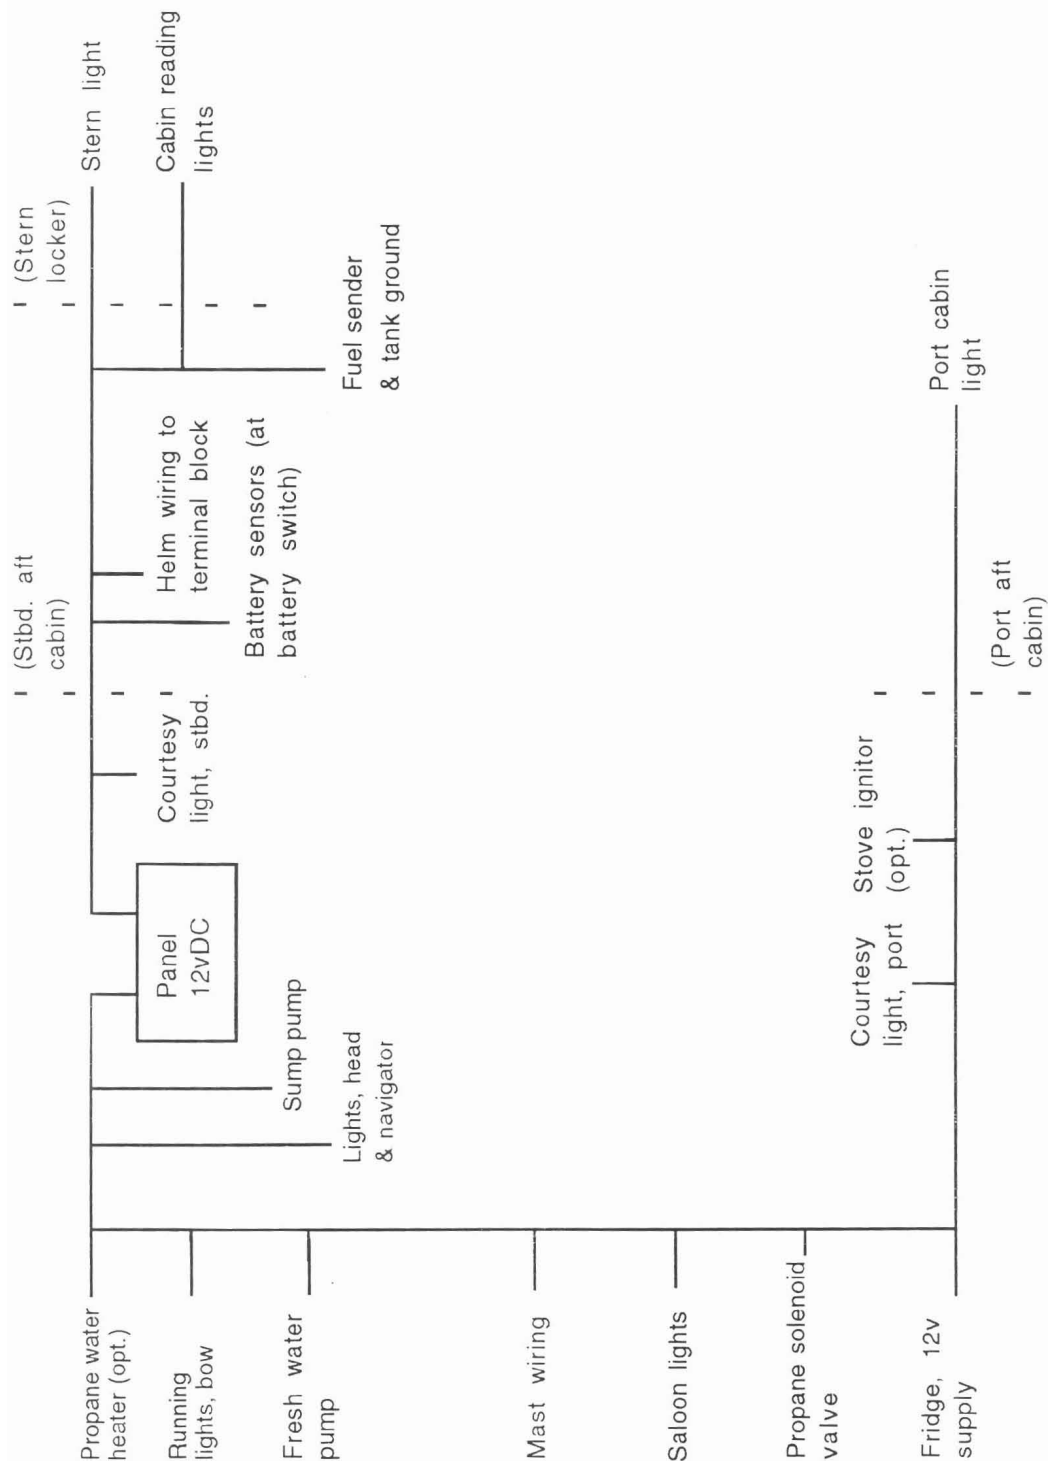 Propane water
heater (opt.)
Running
lights, bow
Fresh water
pump
Mast wiring
Saloon lights
Propane solenoid
valve
Fridge, 12v
supply
Lights, head
& navigator
Sump pump
Panel
12vDC
Courtesy
light, stbd.
(Stbd. aft
cabin)
Battery sensors (at
battery switch)
Helm wiring to
terminal block
Fuel sender
& tank ground
(Stern
locker)
Stern light
Cabin reading
lights
Courtesy
light, port
Stove ignitor
(opt.)
(Port aft
cabin)
Port cabin
light